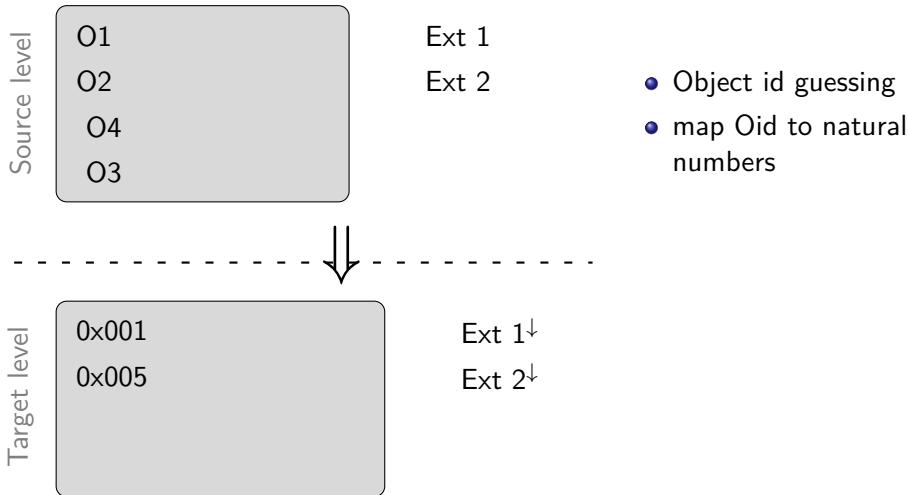 Source level
O1
O2
O4
O3
Ext 1
Ext 2
Object id guessing
map Oid to natural
numbers
Target level
0x001
0x005
Ext 1↓
Ext 2↓